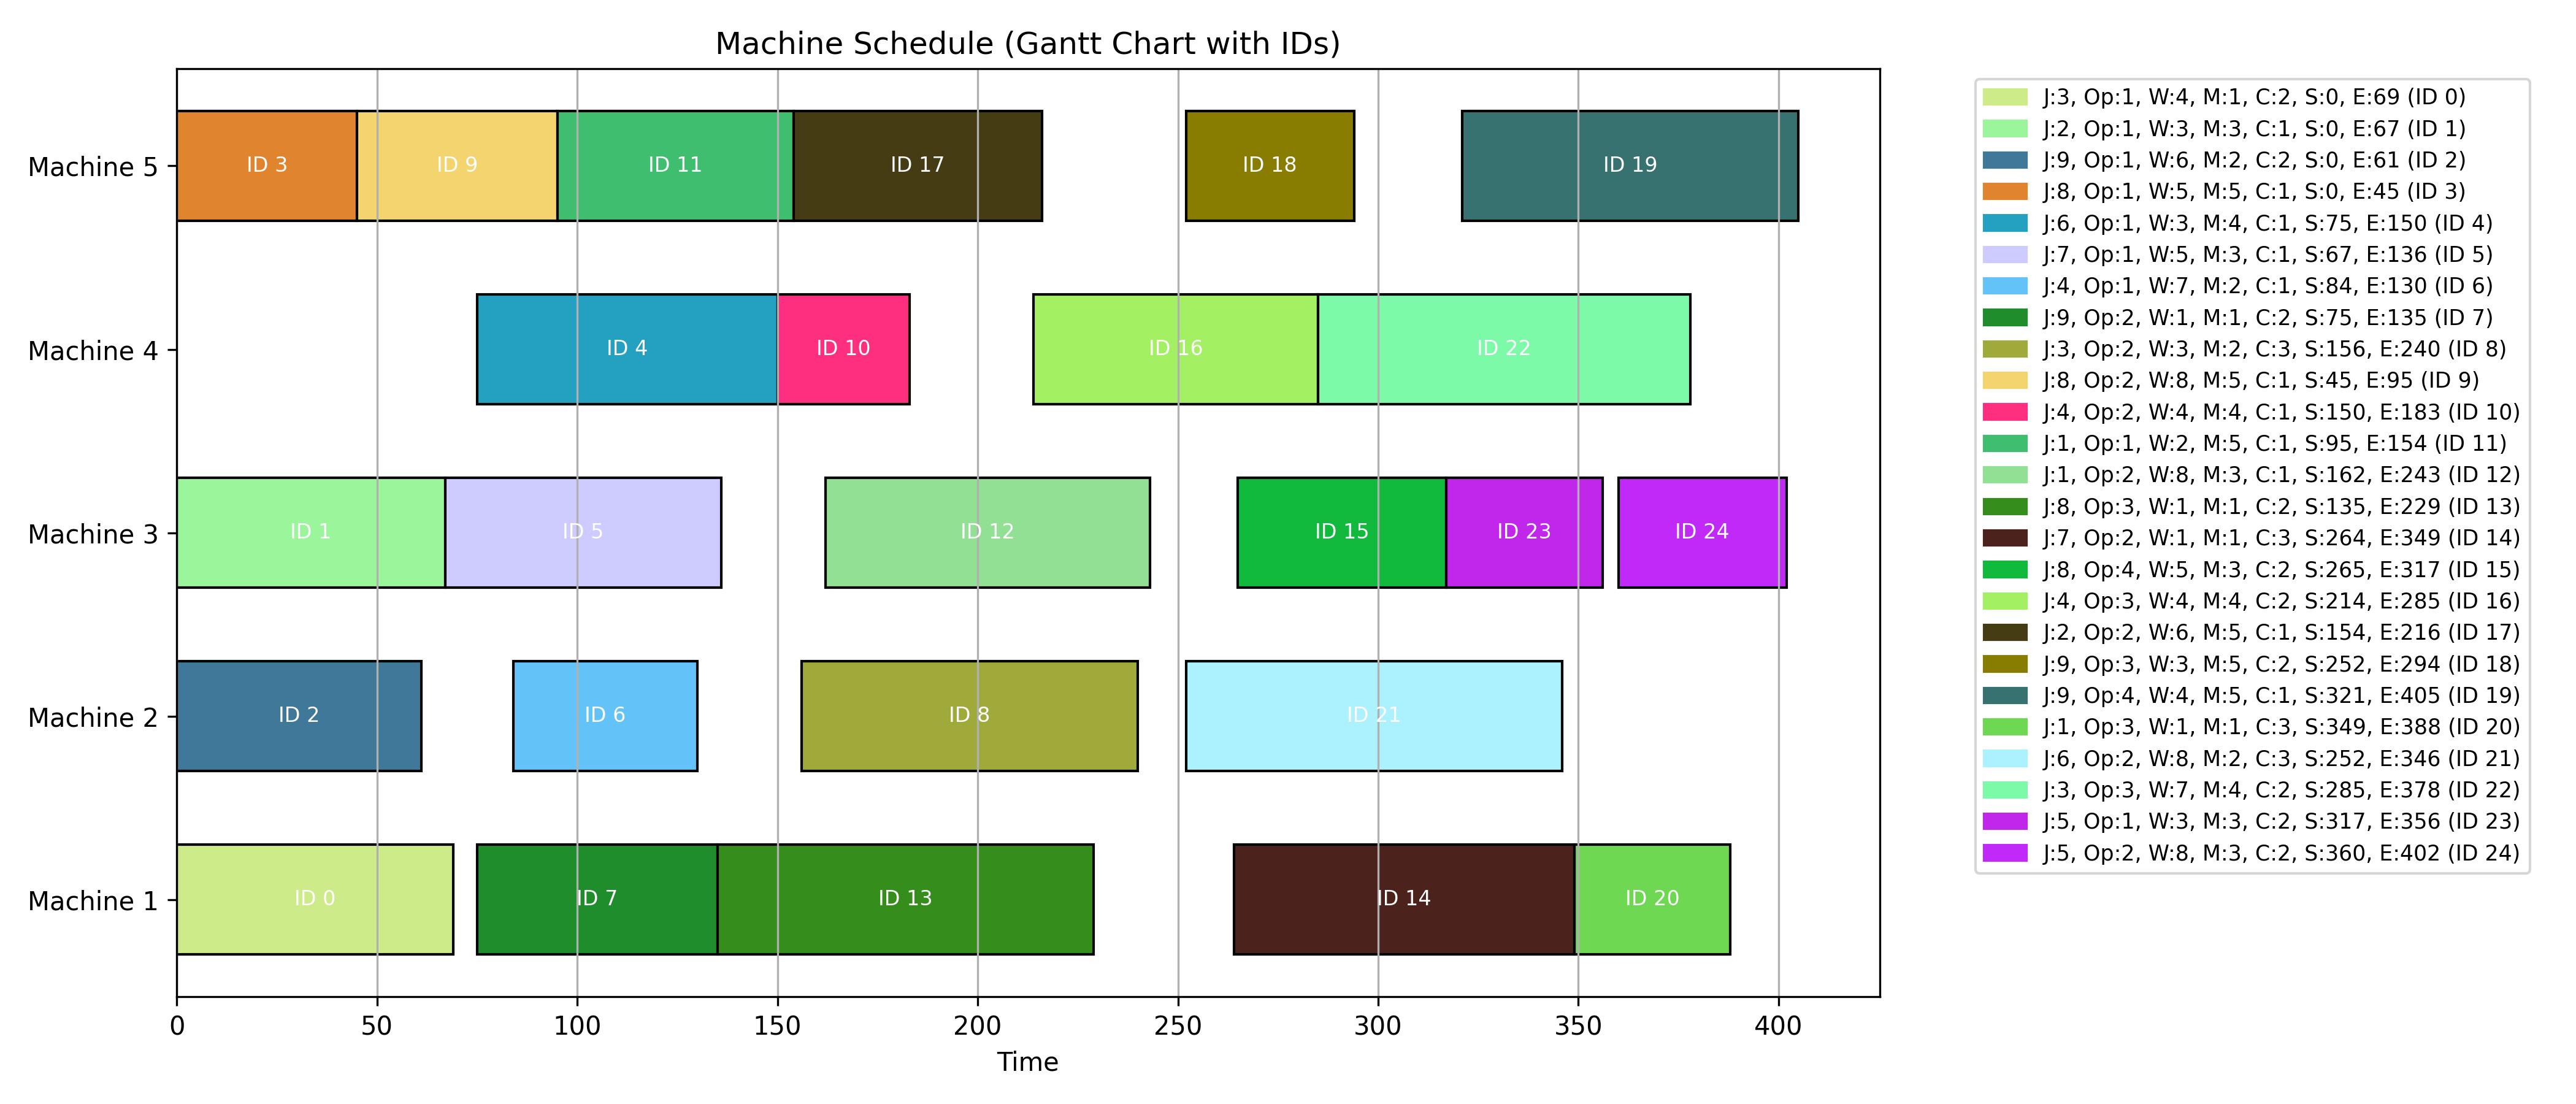 Machine Schedule (Gantt Chart with IDs)
Machine 5
ID 3
ID 9
ID 11
ID 17
ID 18
ID 19
Machine 4
ID 4
ID 10
ID 16
ID 22
Machine 3
ID 1
ID 5
ID 12
ID 15
ID 23
ID 24
Machine 2
ID 2
ID 6
ID 8
ID 21
Machine 1
ID 0
ID 7
ID 13
ID 14
ID 20
0 50 100 150 200 250 300 350 400
Time
J:3, Op:1, W:4, M:1, C:2, S:0, E:69 (ID 0)
J:2, Op:1, W:3, M:3, C:1, S:0, E:67 (ID 1)
J:9, Op:1, W:6, M:2, C:2, S:0, E:61 (ID 2)
J:8, Op:1, W:5, M:5, C:1, S:0, E:45 (ID 3)
J:6, Op:1, W:3, M:4, C:1, S:75, E:150 (ID 4)
J:7, Op:1, W:5, M:3, C:1, S:67, E:136 (ID 5)
J:4, Op:1, W:7, M:2, C:1, S:84, E:130 (ID 6)
J:9, Op:2, W:1, M:1, C:2, S:75, E:135 (ID 7)
J:3, Op:2, W:3, M:2, C:3, S:156, E:240 (ID 8)
J:8, Op:2, W:8, M:5, C:1, S:45, E:95 (ID 9)
J:4, Op:2, W:4, M:4, C:1, S:150, E:183 (ID 10)
J:1, Op:1, W:2, M:5, C:1, S:95, E:154 (ID 11)
J:1, Op:2, W:8, M:3, C:1, S:162, E:243 (ID 12)
J:8, Op:3, W:1, M:1, C:2, S:135, E:229 (ID 13)
J:7, Op:2, W:1, M:1, C:3, S:264, E:349 (ID 14)
J:8, Op:4, W:5, M:3, C:2, S:265, E:317 (ID 15)
J:4, Op:3, W:4, M:4, C:2, S:214, E:285 (ID 16)
J:2, Op:2, W:6, M:5, C:1, S:154, E:216 (ID 17)
J:9, Op:3, W:3, M:5, C:2, S:252, E:294 (ID 18)
J:9, Op:4, W:4, M:5, C:1, S:321, E:405 (ID 19)
J:1, Op:3, W:1, M:1, C:3, S:349, E:388 (ID 20)
J:6, Op:2, W:8, M:2, C:3, S:252, E:346 (ID 21)
J:3, Op:3, W:7, M:4, C:2, S:285, E:378 (ID 22)
J:5, Op:1, W:3, M:3, C:2, S:317, E:356 (ID 23)
J:5, Op:2, W:8, M:3, C:2, S:360, E:402 (ID 24)